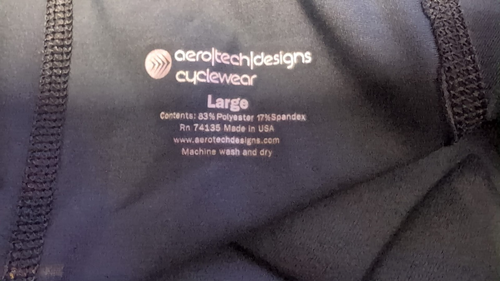 aero|tech|designs
cyclewear
Large
Contents: 83% Polyester 17%Spandex
Rn 74135 Made in USA
www.aerotechdesigns.com
Machine wash and dry